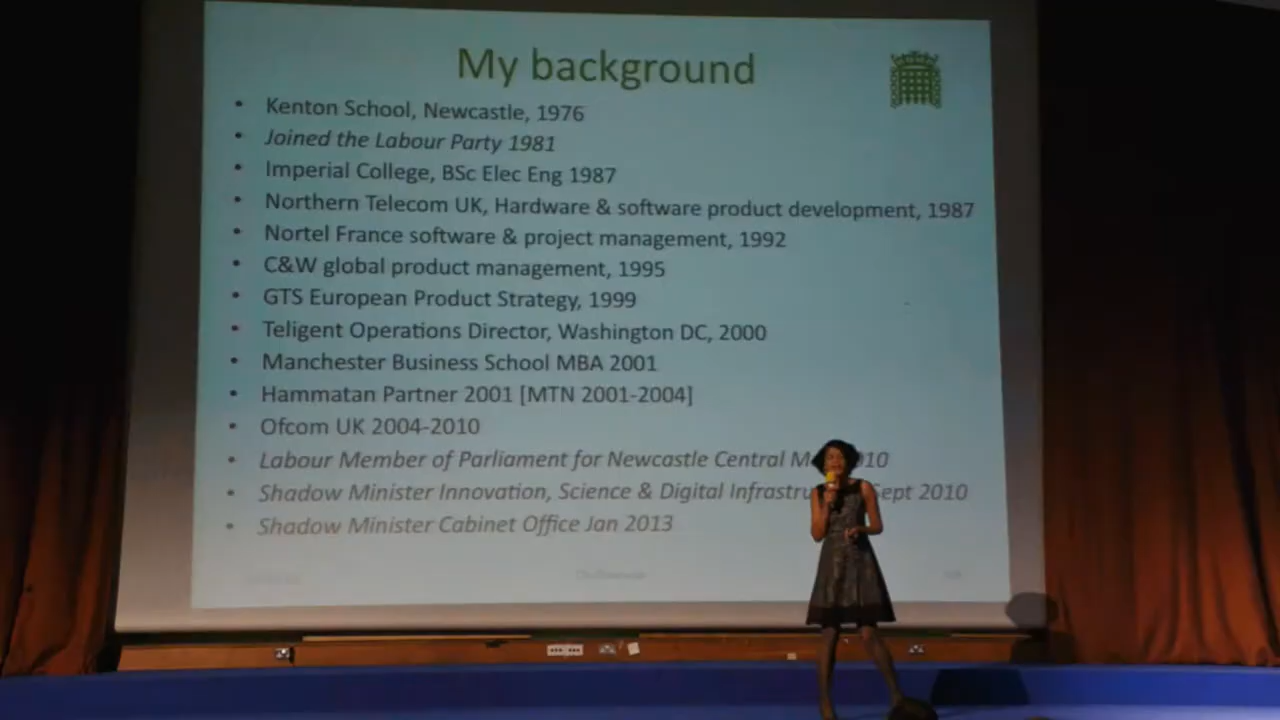 My background
• Kenton School, Newcastle, 1976
• Joined the Labour Party 1981
• Imperial College, BSc Elec Eng 1987
• Northern Telecom UK, Hardware & software product development, 1987
• Nortel France software & project management, 1992
• C&W global product management, 1995
• GTS European Product Strategy, 1999
• Teligent Operations Director, Washington DC, 2000
• Manchester Business School MBA 2001
• Hammatan Partner 2001 [MTN 2001-2004]
• Ofcom UK 2004-2010
• Labour Member of Parliament for Newcastle Central
• Shadow Minister Innovation, Science & Digital Sept 2010
• Shadow Minister Cabinet Office Jan 2013